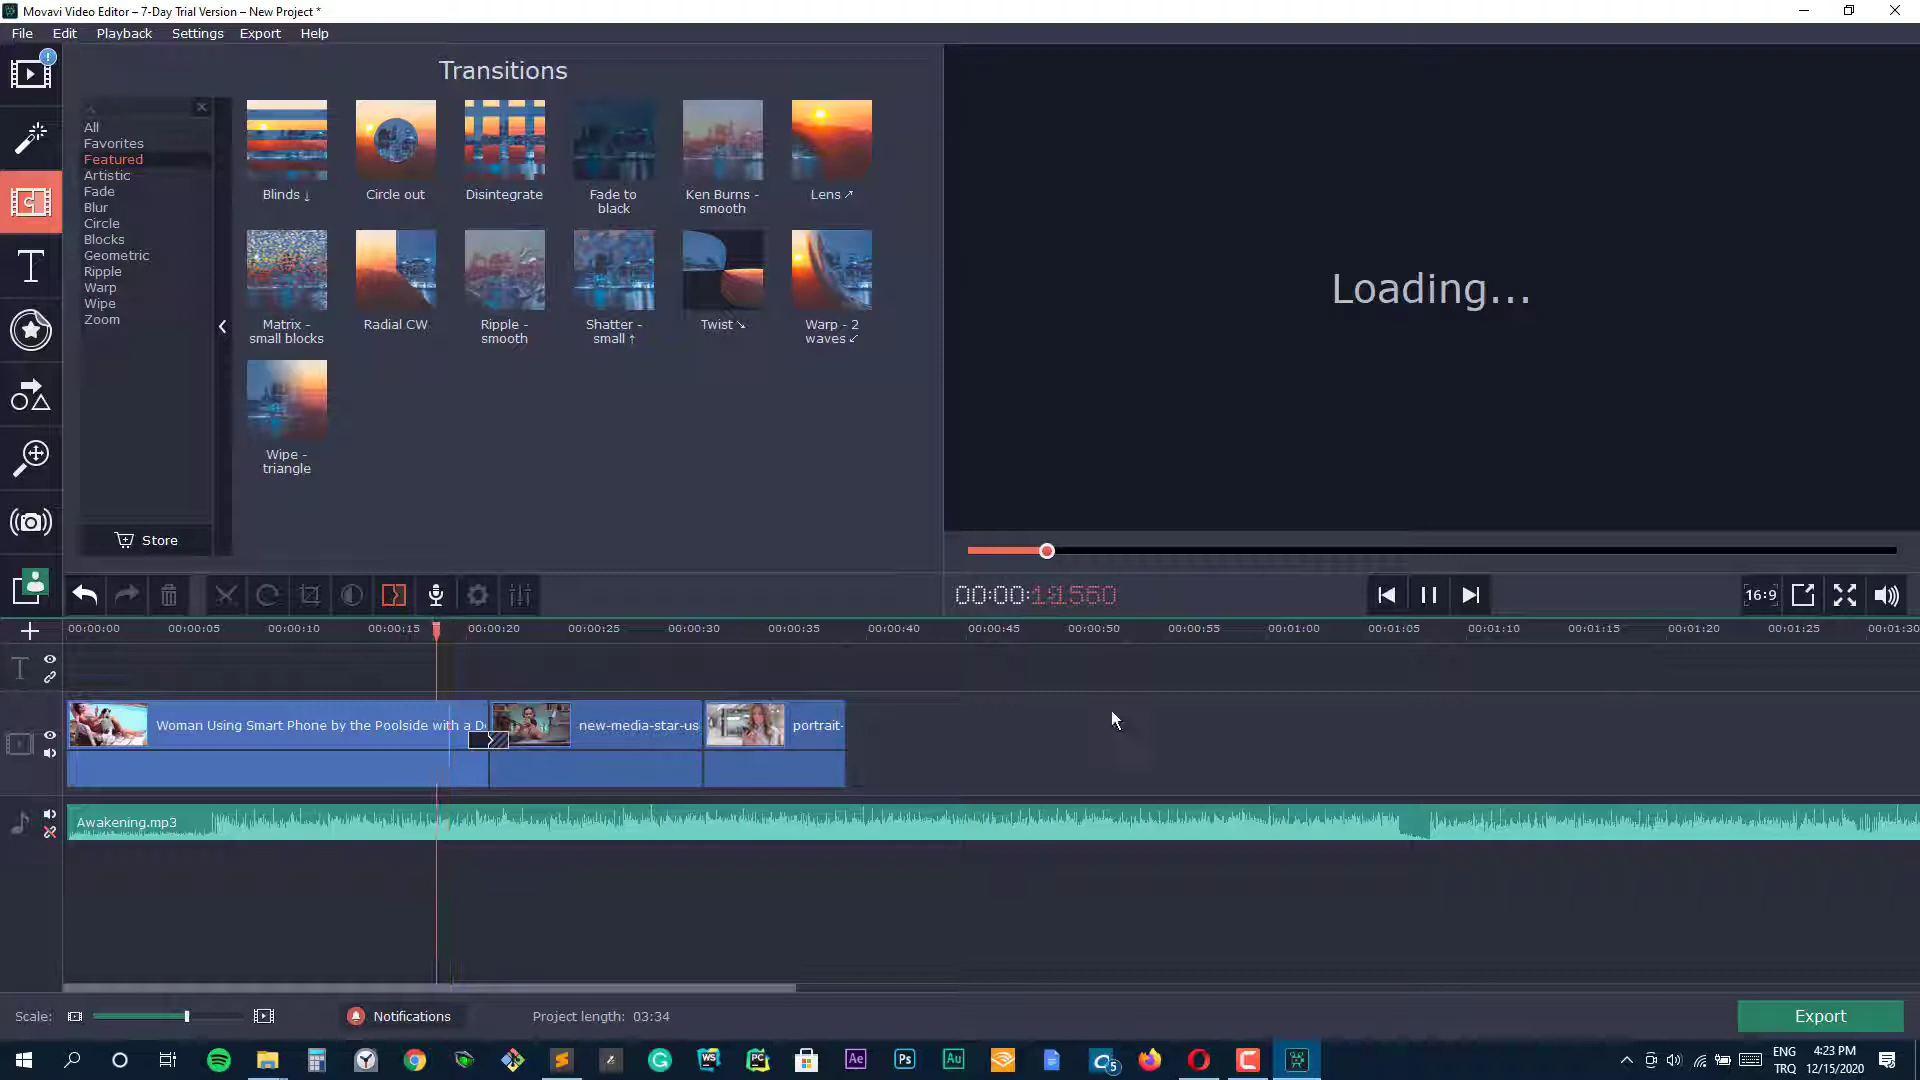 Movavi Video Editor – 7-Day Trial Version – New Project *
File Edit Playback Settings Export Help
Transitions
All
Favorites
Featured
Artistic
Fade
Blur
Circle
Blocks
Geometric
Ripple
Warp
Wipe
Zoom
Store
Blinds ↓
Circle out
Disintegrate
Fade to
black
Ken Burns -
smooth
Lens ↗
Matrix -
small blocks
Radial CW
Ripple -
smooth
Shatter -
small ↑
Twist ↘
Warp - 2
waves ↙
Wipe -
triangle
Loading...
16:9
00:00:00 00:00:05 00:00:10 00:00:15 00:00:20 00:00:25 00:00:30 00:00:35 00:00:40 00:00:45 00:00:50 00:00:55 00:01:00 00:01:05 00:01:10 00:01:15 00:01:20 00:01:25 00:01:30
Woman Using Smart Phone by the Poolside with a D
new-media-star-us
portrait-
Awakening.mp3
Scale:
Notifications
Project length: 03:34
Export
WS
PC
Ae
Ps
Au
5
ENG
TRQ
4:23 PM
12/15/2020